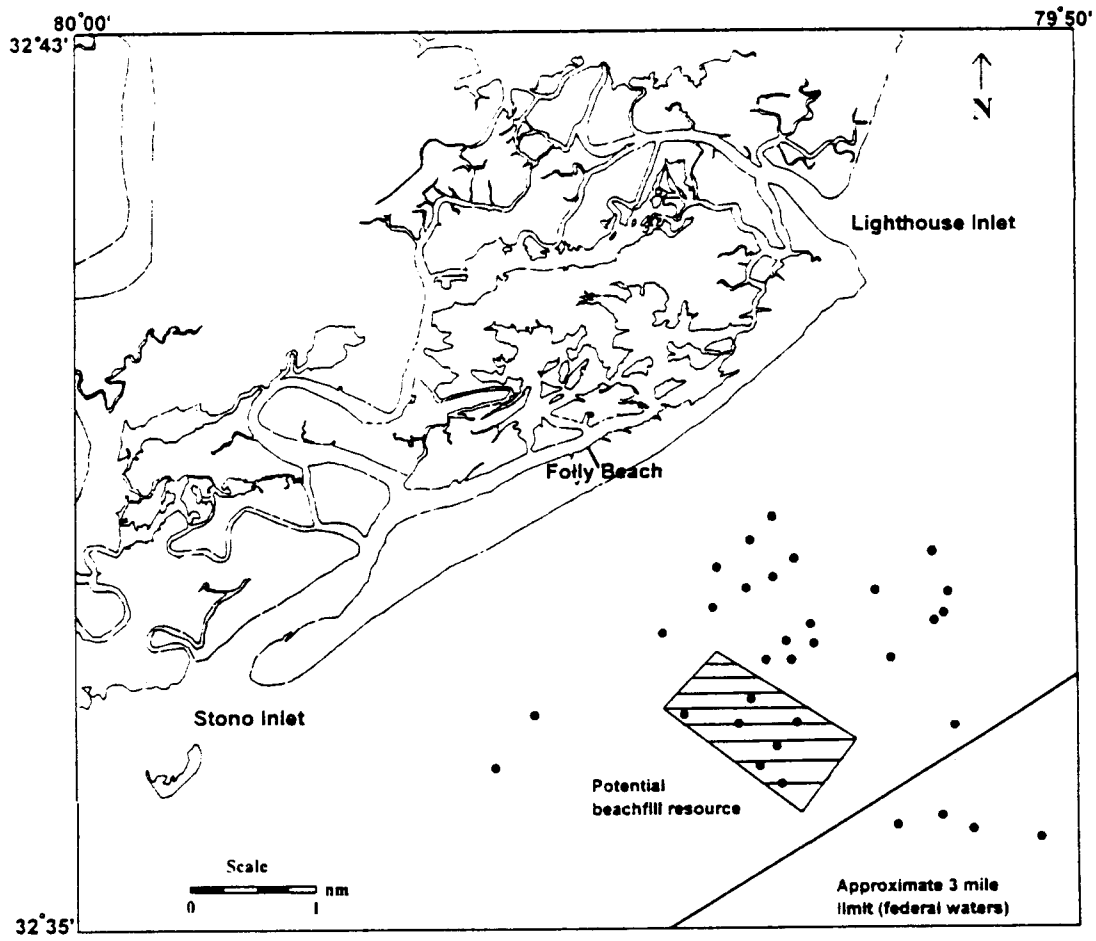 80°00'
79°50'
32°43'
N
Lighthouse Inlet
Folly Beach
Stono Inlet
Potential
beachfill resource
Scale
nm
0 1
Approximate 3 mile
limit (federal waters)
32°35'